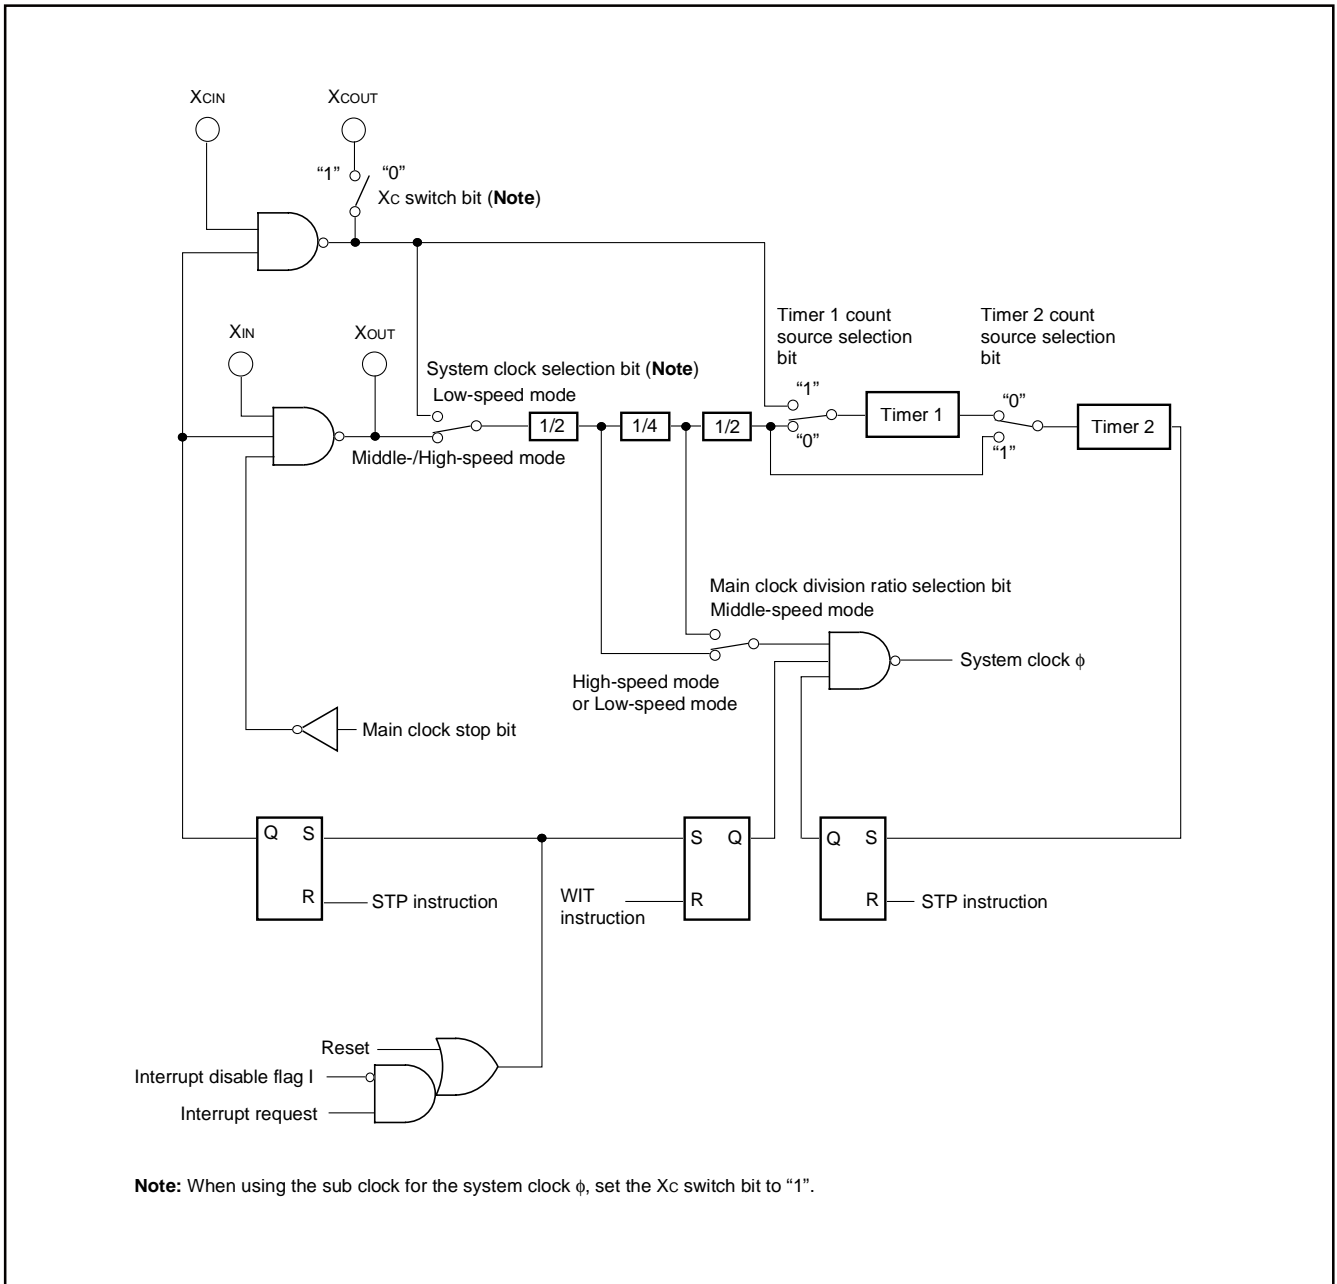 XCIN
XCOUT
“1”
“0”
XC switch bit (Note)
XIN
XOUT
System clock selection bit (Note)
Low-speed mode
Middle-/High-speed mode
1/2
1/4
1/2
Timer 1 count
source selection
bit
“1”
“0”
Timer 1
Timer 2 count
source selection
bit
“0”
“1”
Timer 2
Main clock division ratio selection bit
Middle-speed mode
High-speed mode
or Low-speed mode
System clock ϕ
Main clock stop bit
Q S
R
STP instruction
S Q
R
WIT
instruction
Q S
R
STP instruction
Reset
Interrupt disable flag I
Interrupt request
Note: When using the sub clock for the system clock ϕ, set the XC switch bit to “1”.